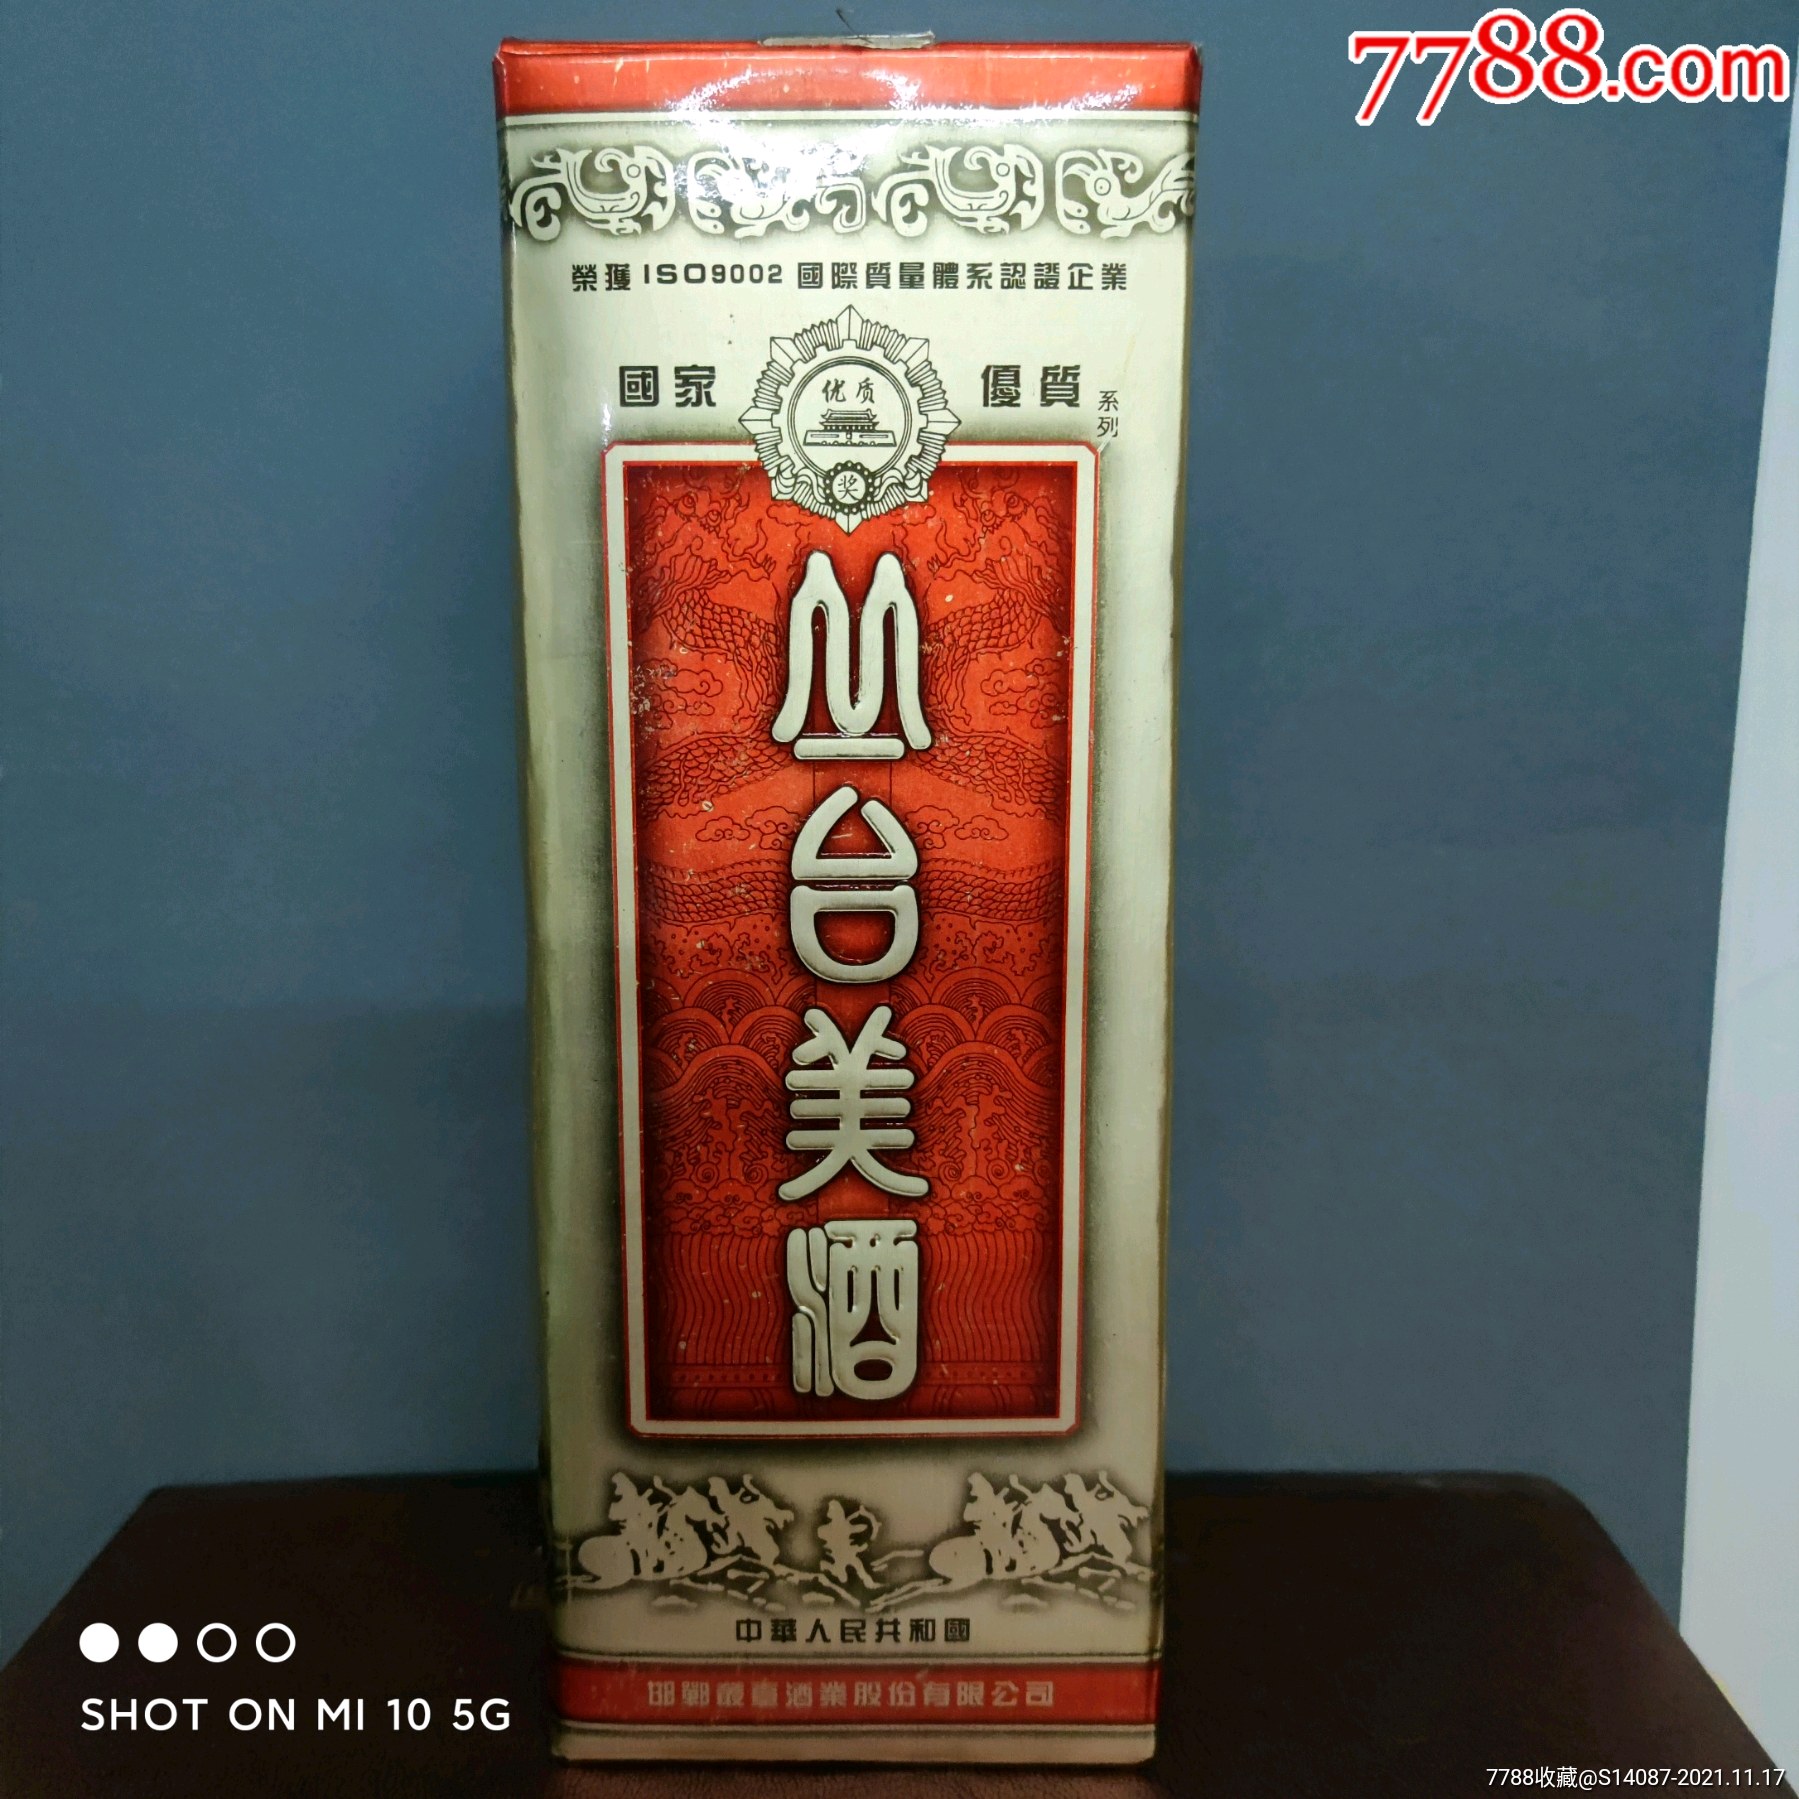 7788.com
榮獲ISO9002國際質量體系認證企業
國家 優質 系列
优质
奖
丛台美酒
中華人民共和國
邯鄲叢臺酒業股份有限公司
SHOT ON MI 10 5G
7788收藏@S14087-2021.11.17